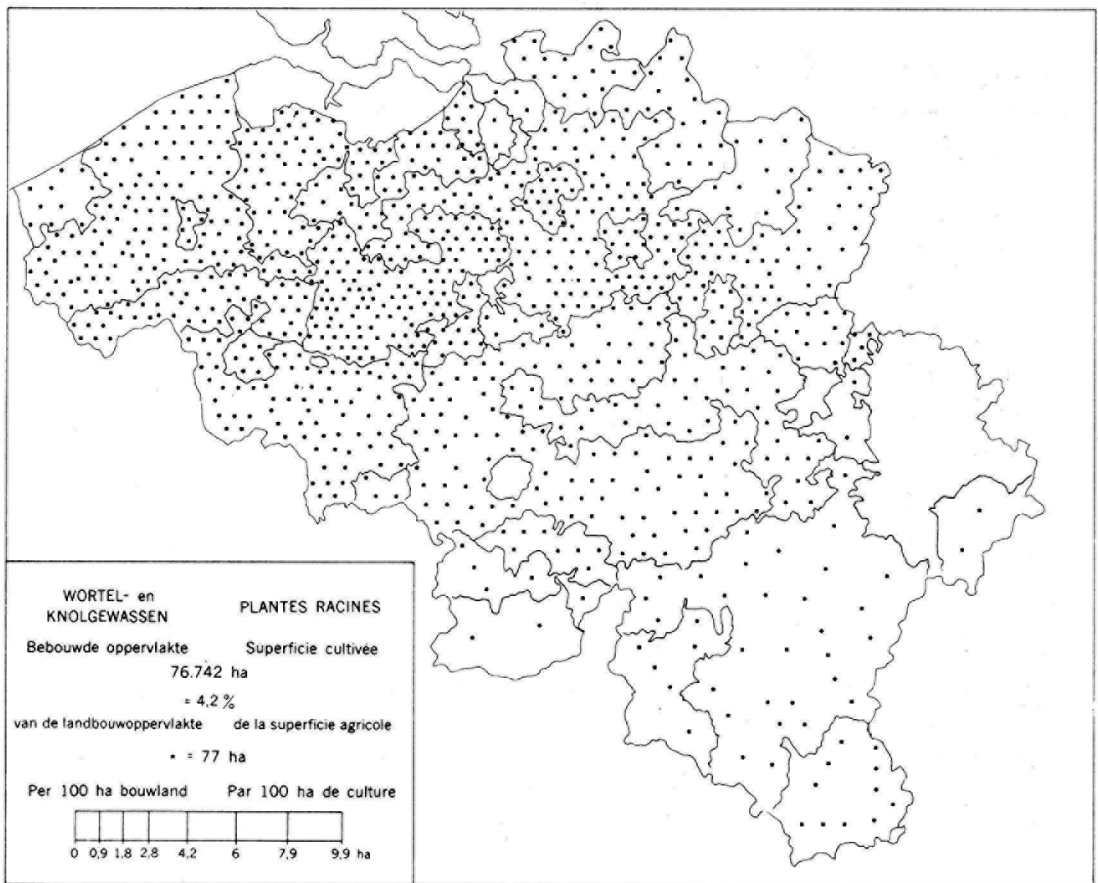 WORTEL- en
KNOLGEWASSEN
PLANTES RACINES
Bebouwde oppervlakte Superficie cultivée
76.742 ha
= 4,2 %
van de landbouwoppervlakte de la superficie agricole
▪ = 77 ha
Per 100 ha bouwland Par 100 ha de culture
0 0,9 1,8 2,8 4,2 6 7,9 9,9 ha